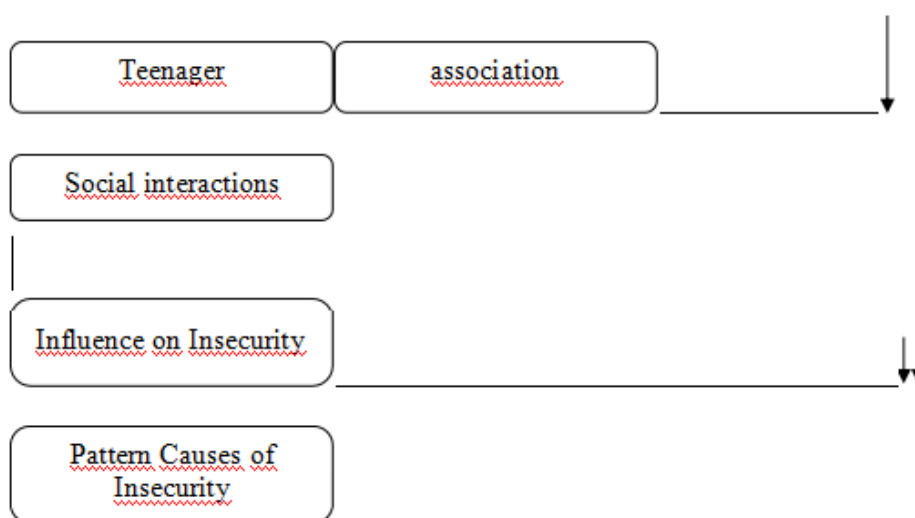 Teenager
association
Social interactions
Influence on Insecurity
Pattern Causes of
Insecurity